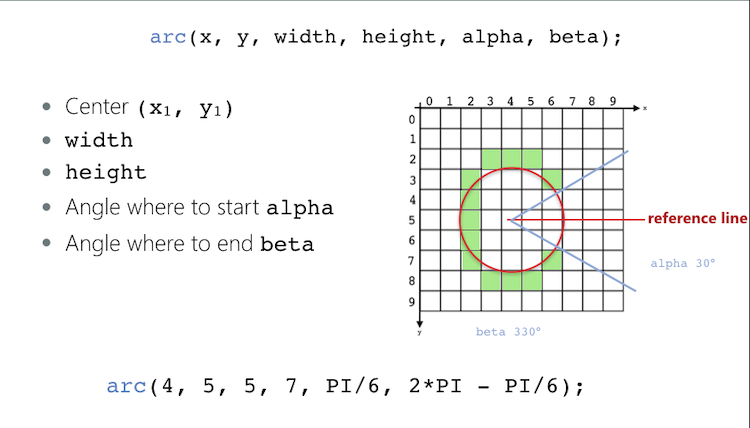 arc(x, y, width, height, alpha, beta);
• Center (x₁, y₁)
• width
• height
• Angle where to start alpha
• Angle where to end beta
0 1 2 3 4 5 6 7 8 9 x
0
1
2
3
4
5
6
7
8
9
y
reference line
alpha 30°
beta 330°
arc(4, 5, 5, 7, PI/6, 2*PI - PI/6);